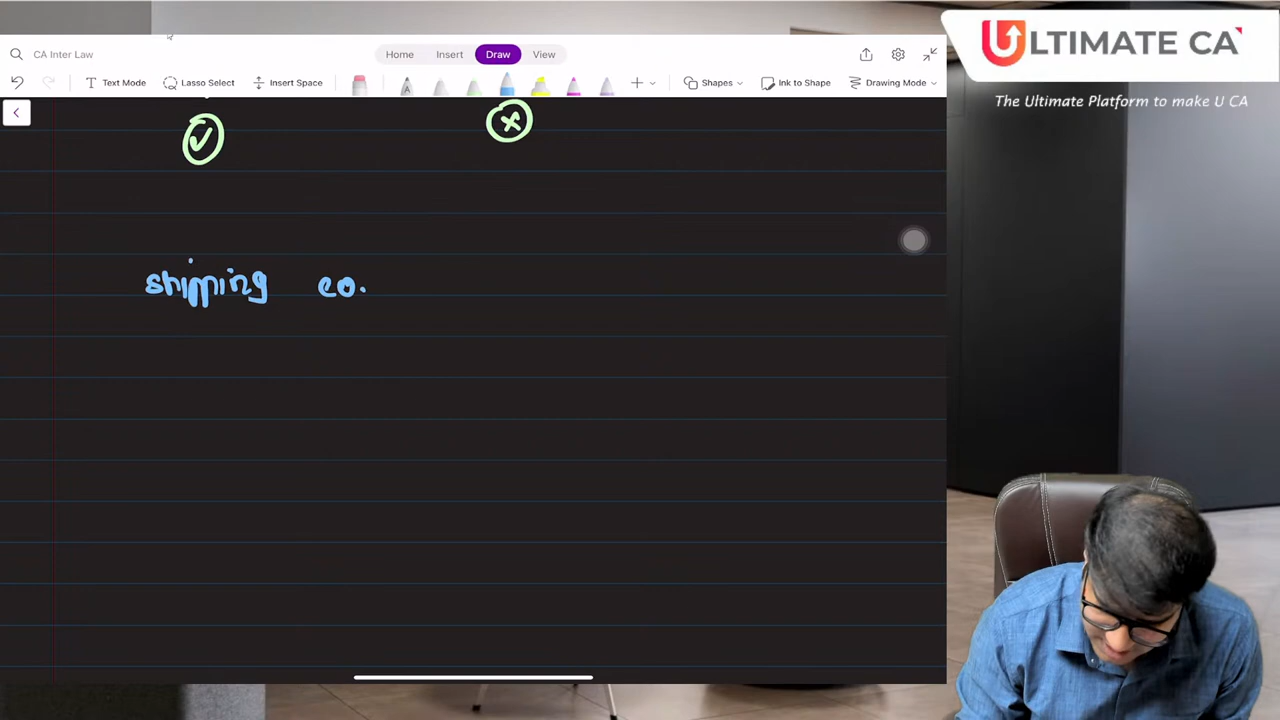 ULTIMATE CA
The Ultimate Platform to make U CA
CA Inter Law
Home Insert Draw View
Text Mode Lasso Select Insert Space Shapes Ink to Shape Drawing Mode
shipping co.